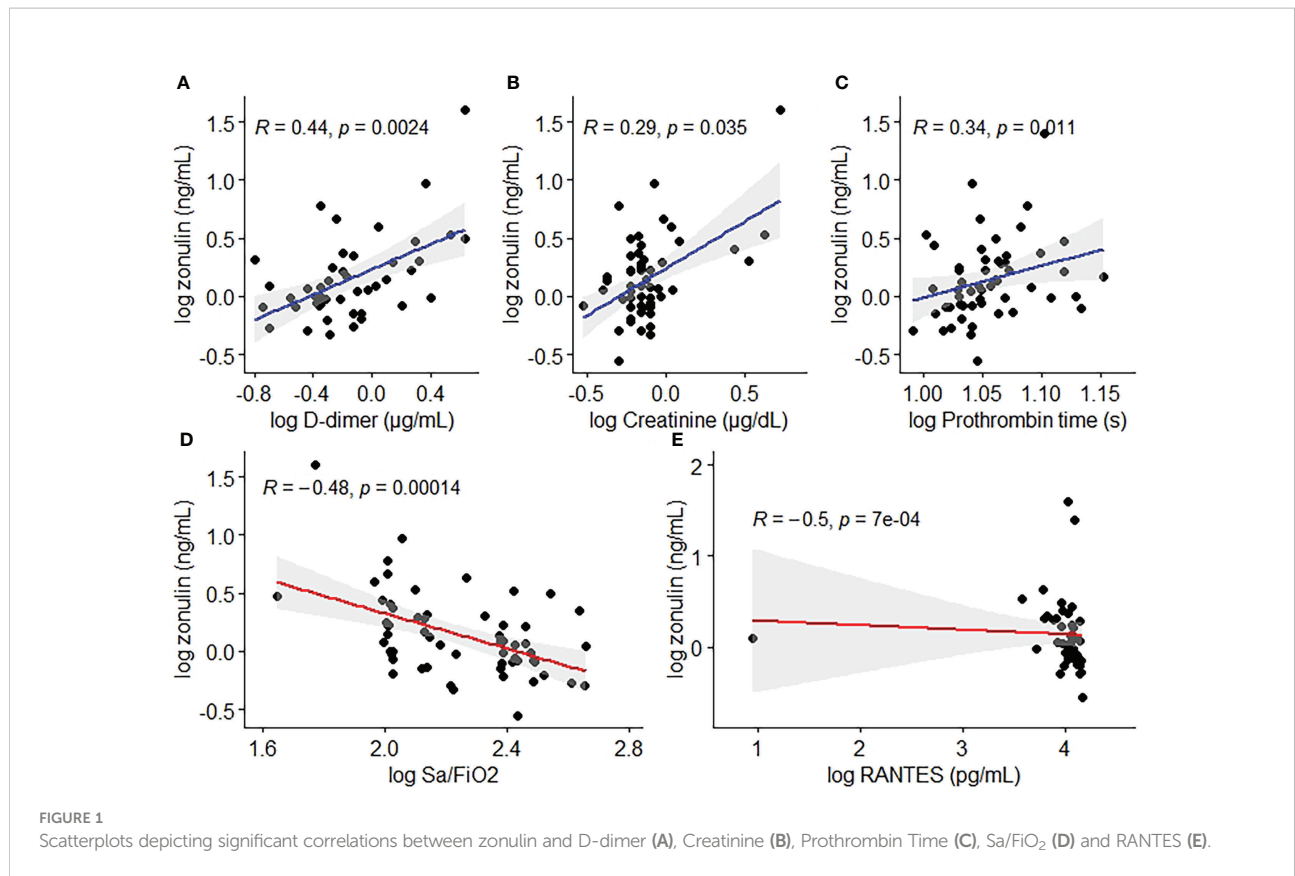 A
B
C
R = 0.44, p = 0.0024
R = 0.29, p = 0.035
R = 0.34, p = 0.011
log zonulin (ng/mL)
1.5
1.0
0.5
0.0
-0.5
-0.8
-0.4
0.0
0.4
log D-dimer (µg/mL)
log zonulin (ng/mL)
1.5
1.0
0.5
0.0
-0.5
-0.5
0.0
0.5
log Creatinine (µg/dL)
log zonulin (ng/mL)
1.5
1.0
0.5
0.0
-0.5
1.00
1.05
1.10
1.15
log Prothrombin time (s)
D
E
R = −0.48, p = 0.00014
R = −0.5, p = 7e-04
log zonulin (ng/mL)
1.5
1.0
0.5
0.0
-0.5
1.6
2.0
2.4
2.8
log Sa/FiO2
log zonulin (ng/mL)
2
1
0
1
2
3
4
log RANTES (pg/mL)
FIGURE 1
Scatterplots depicting significant correlations between zonulin and D-dimer (A), Creatinine (B), Prothrombin Time (C), Sa/FiO₂ (D) and RANTES (E).